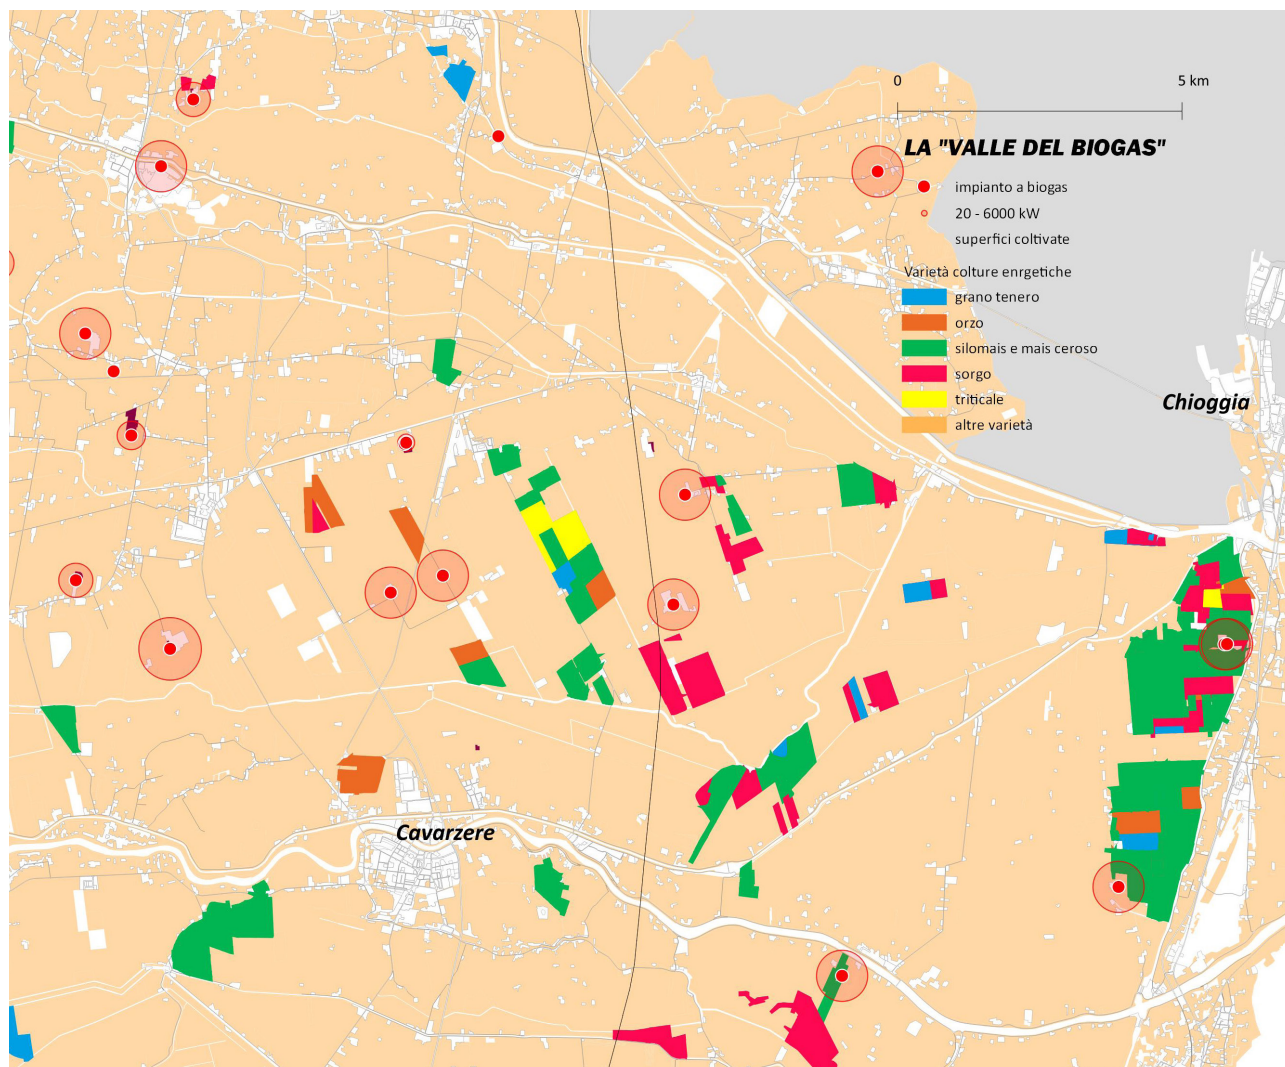 0 5 km
LA "VALLE DEL BIOGAS"
impianto a biogas
20 - 6000 kW
superfici coltivate
Varietà colture enrgetiche
grano tenero
orzo
silomais e mais ceroso
sorgo
triticale
altre varietà
Chioggia
Cavarzere